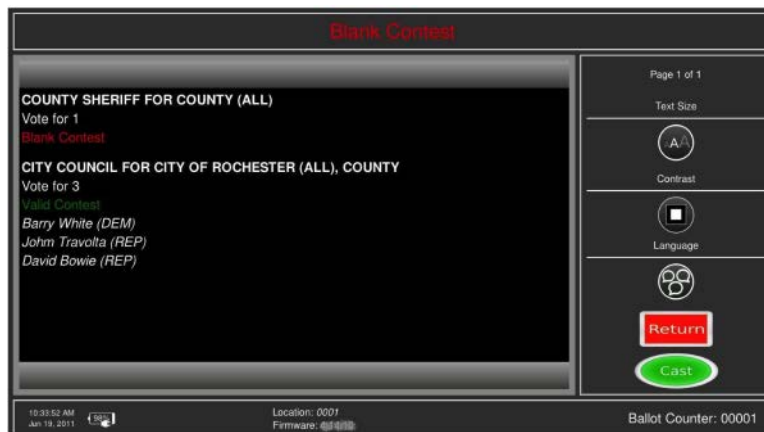 Blank Contest
COUNTY SHERIFF FOR COUNTY (ALL)
Vote for 1
Blank Contest
CITY COUNCIL FOR CITY OF ROCHESTER (ALL), COUNTY
Vote for 3
Valid Contest
Barry White (DEM)
Johm Travolta (REP)
David Bowie (REP)
Page 1 of 1
Text Size
AAA
Contrast
Language
Return
Cast
10:33:52 AM
Jun 19, 2011
98%
Location: 0001
Firmware:
Ballot Counter: 00001